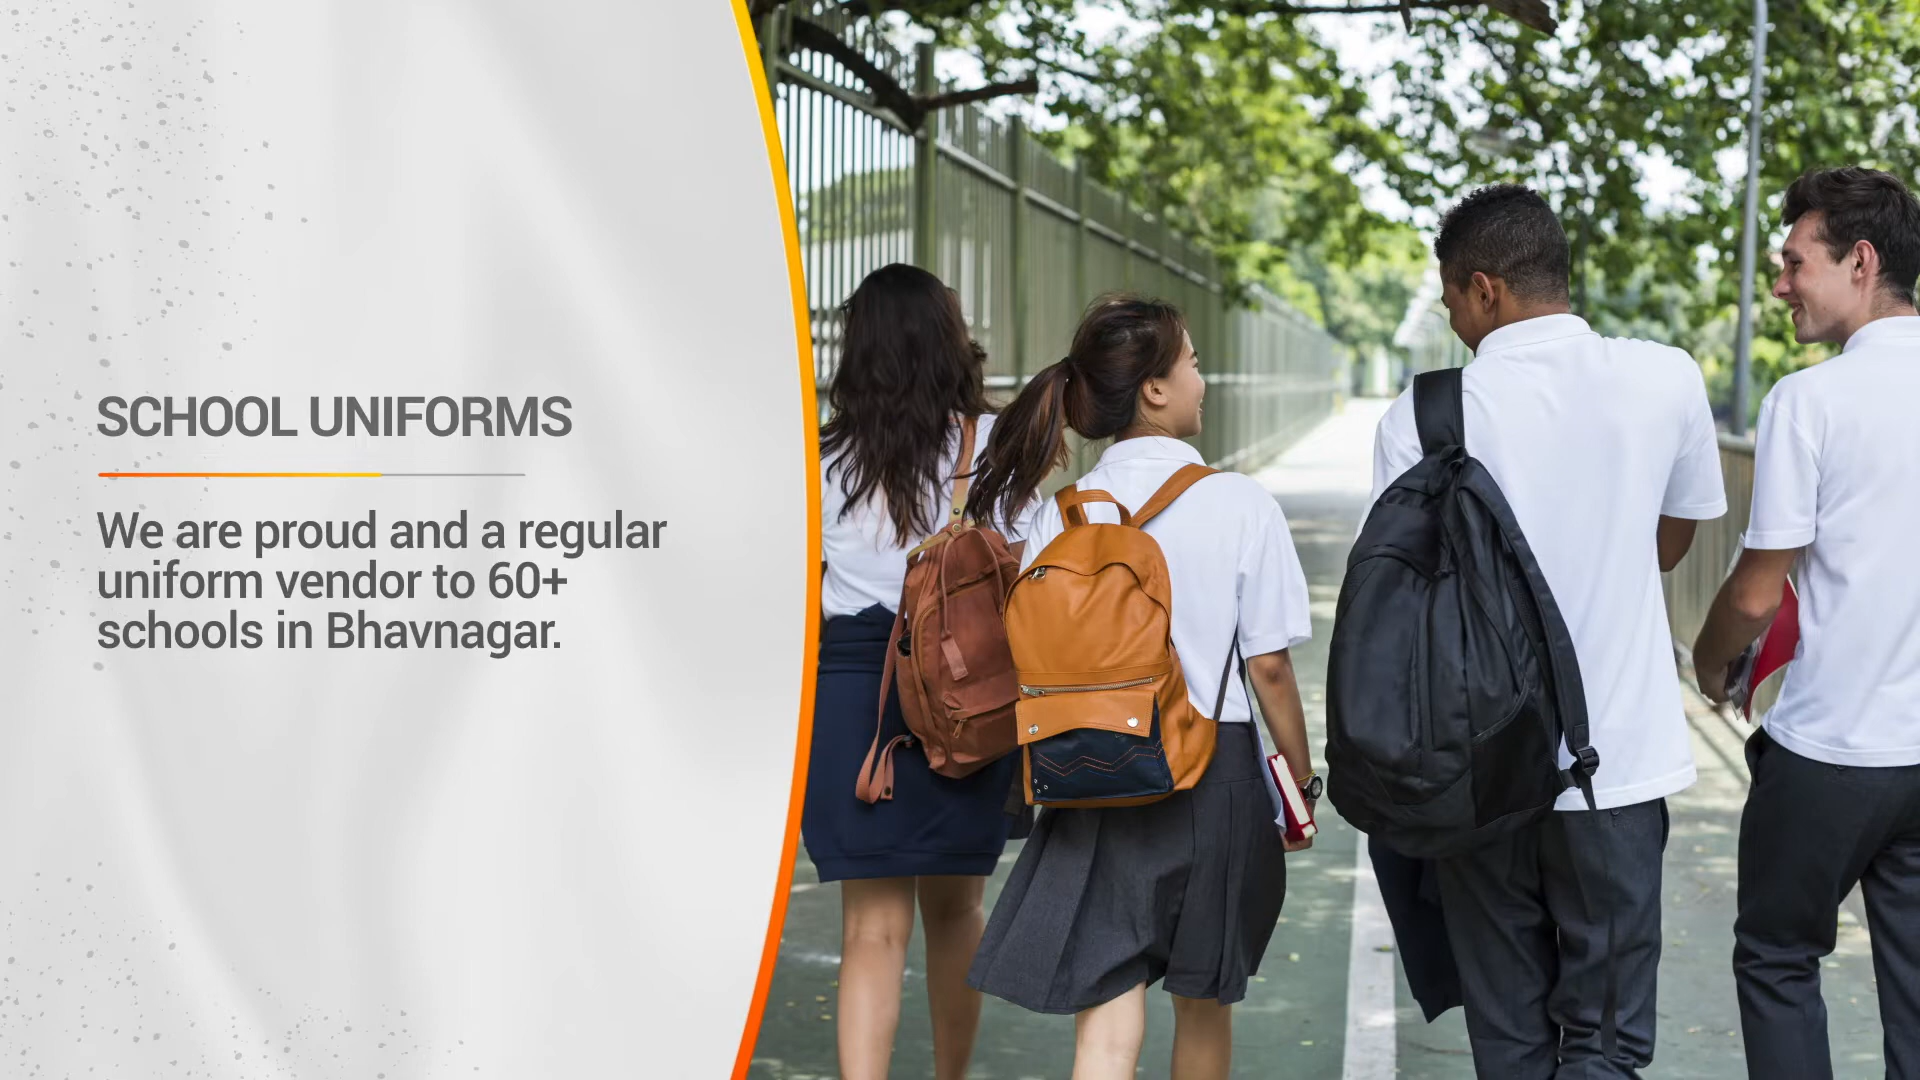 SCHOOL UNIFORMS
We are proud and a regular
uniform vendor to 60+
schools in Bhavnagar.